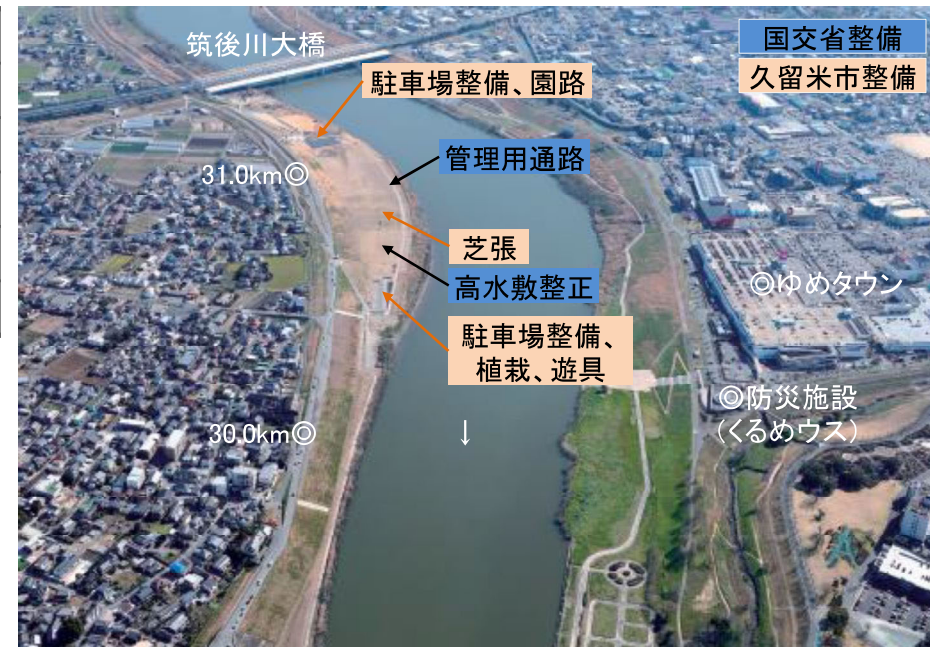 筑後川大橋
国交省整備
久留米市整備
駐車場整備、園路
管理用通路
31.0km◎
芝張
高水敷整正
◎ゆめタウン
駐車場整備、
植栽、遊具
◎防災施設
(くるめウス)
30.0km◎
↓